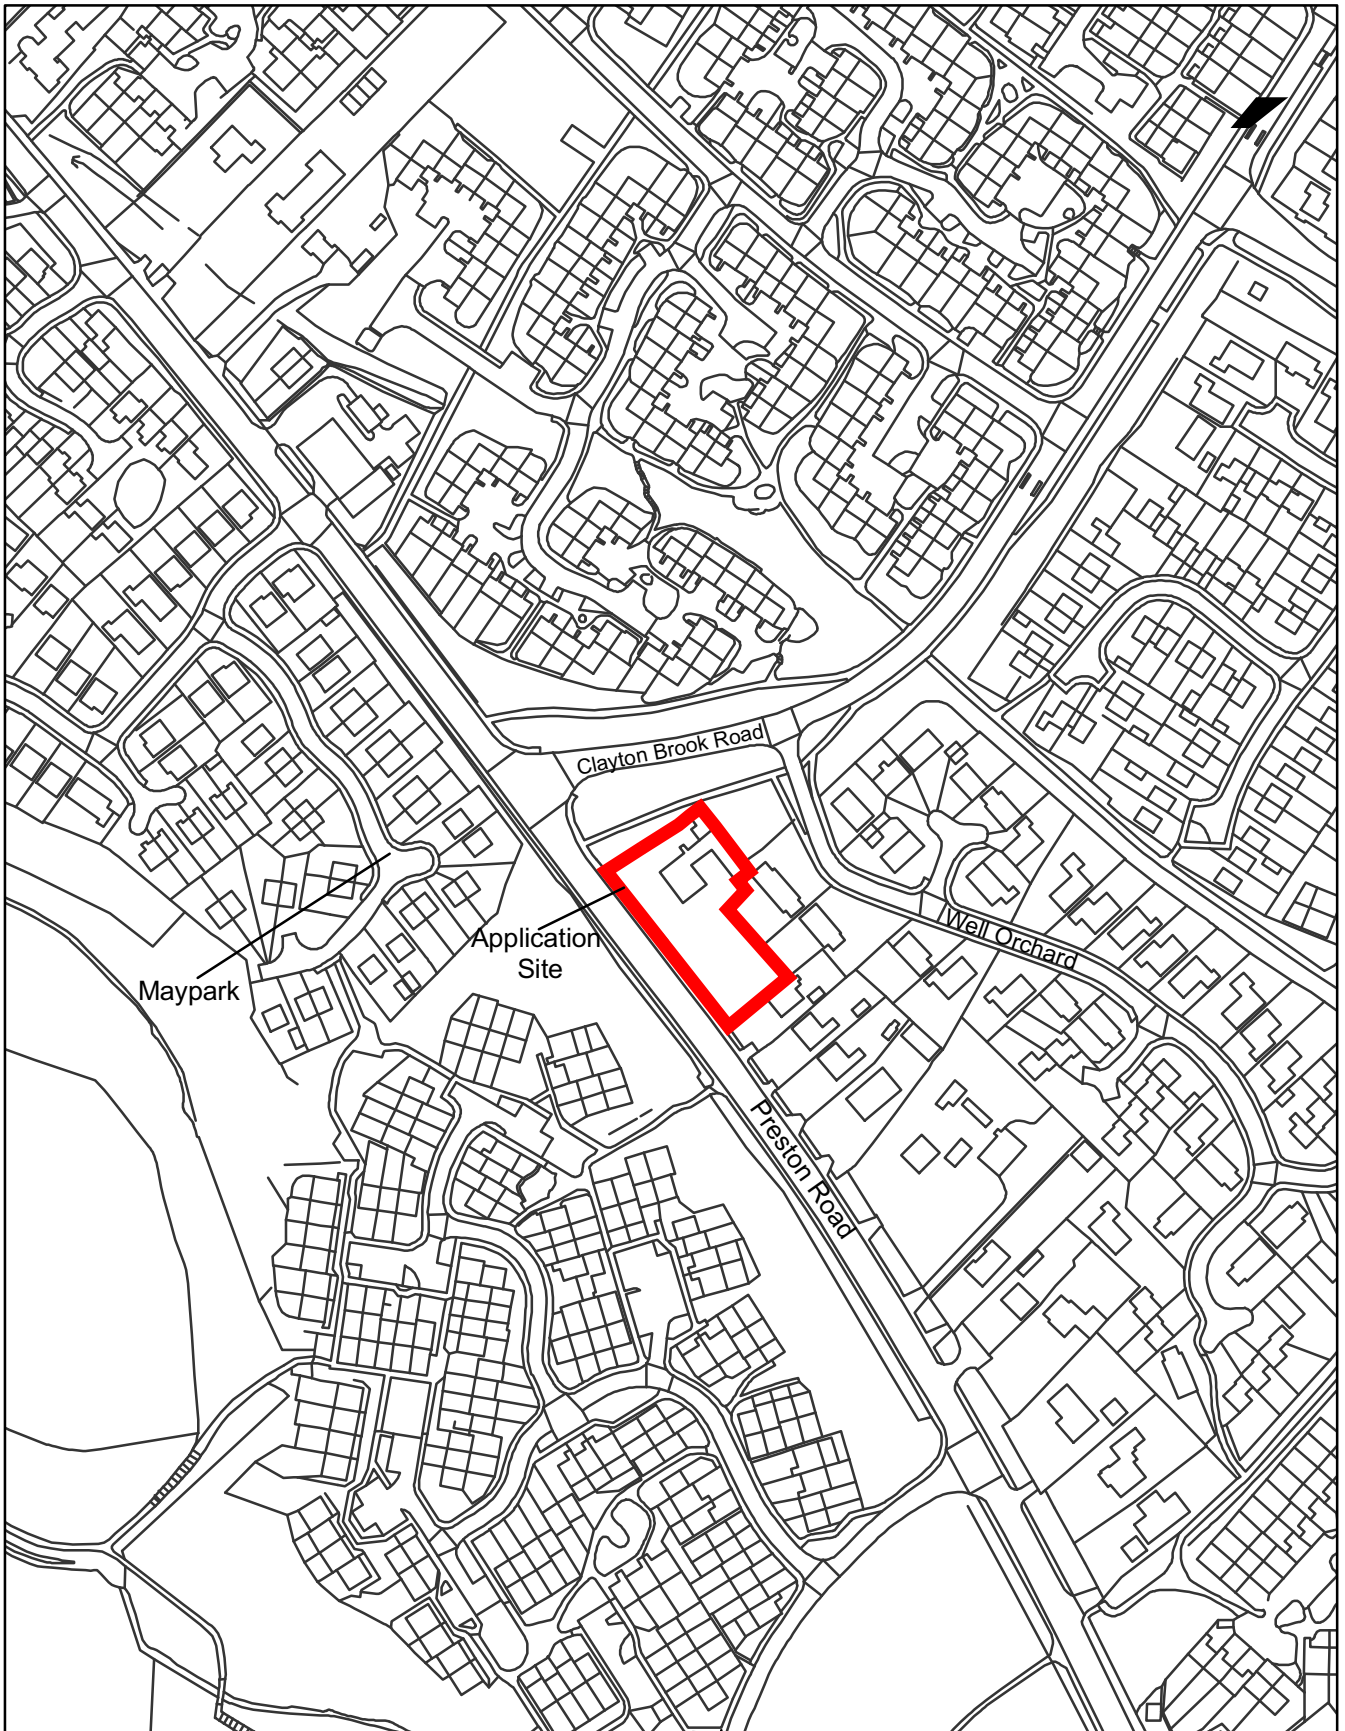 Clayton Brook Road
Well Orchard
Application
Site
Maypark
Preston Road